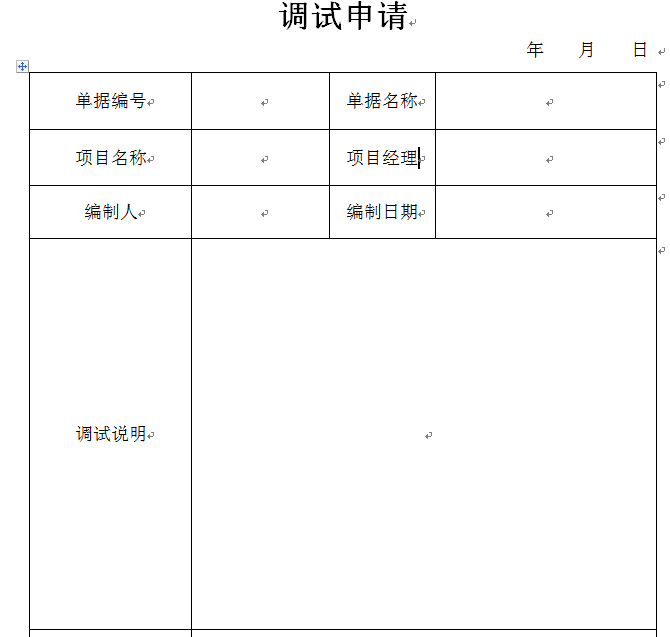 调试申请
年 月 日
单据编号 单据名称
项目名称 项目经理
编制人 编制日期
调试说明